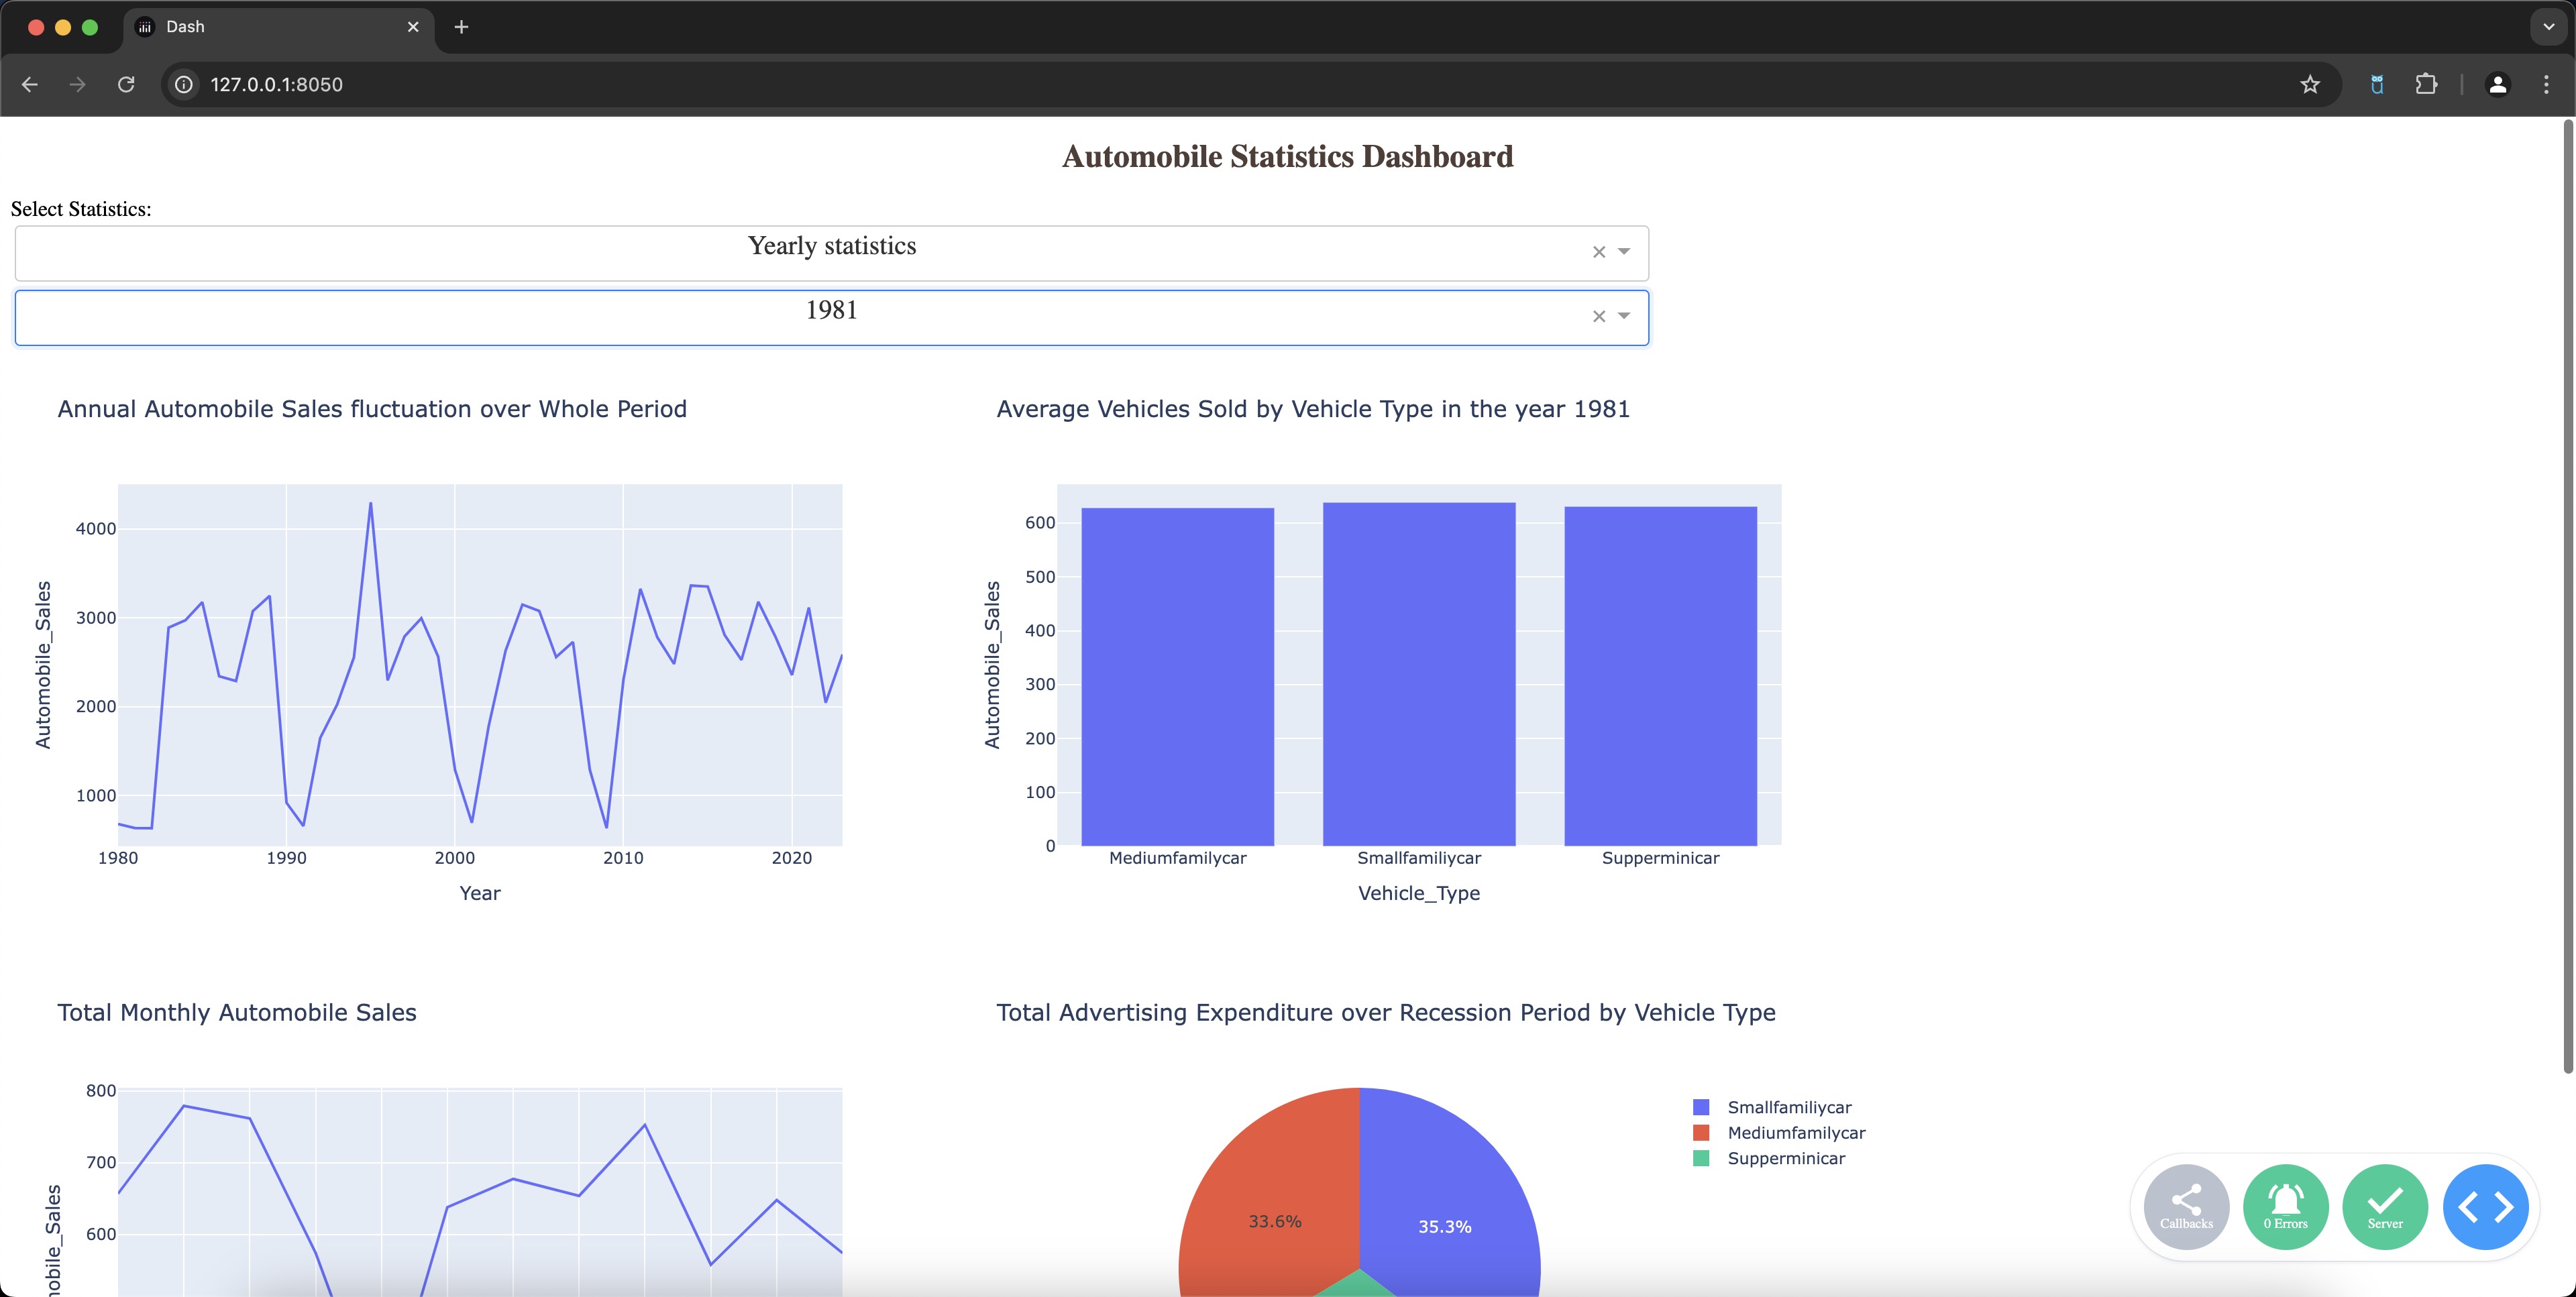 Dash
127.0.0.1:8050
Automobile Statistics Dashboard
Select Statistics:
Yearly statistics
1981
Annual Automobile Sales fluctuation over Whole Period
Automobile_Sales
4000
3000
2000
1000
1980 1990 2000 2010 2020
Year
Average Vehicles Sold by Vehicle Type in the year 1981
Automobile_Sales
600
500
400
300
200
100
0
Mediumfamilycar Smallfamiliycar Supperminicar
Vehicle_Type
Total Monthly Automobile Sales
800
700
600
mobile_Sales
Total Advertising Expenditure over Recession Period by Vehicle Type
33.6%
35.3%
Smallfamiliycar
Mediumfamilycar
Supperminicar
Callbacks
0 Errors
Server